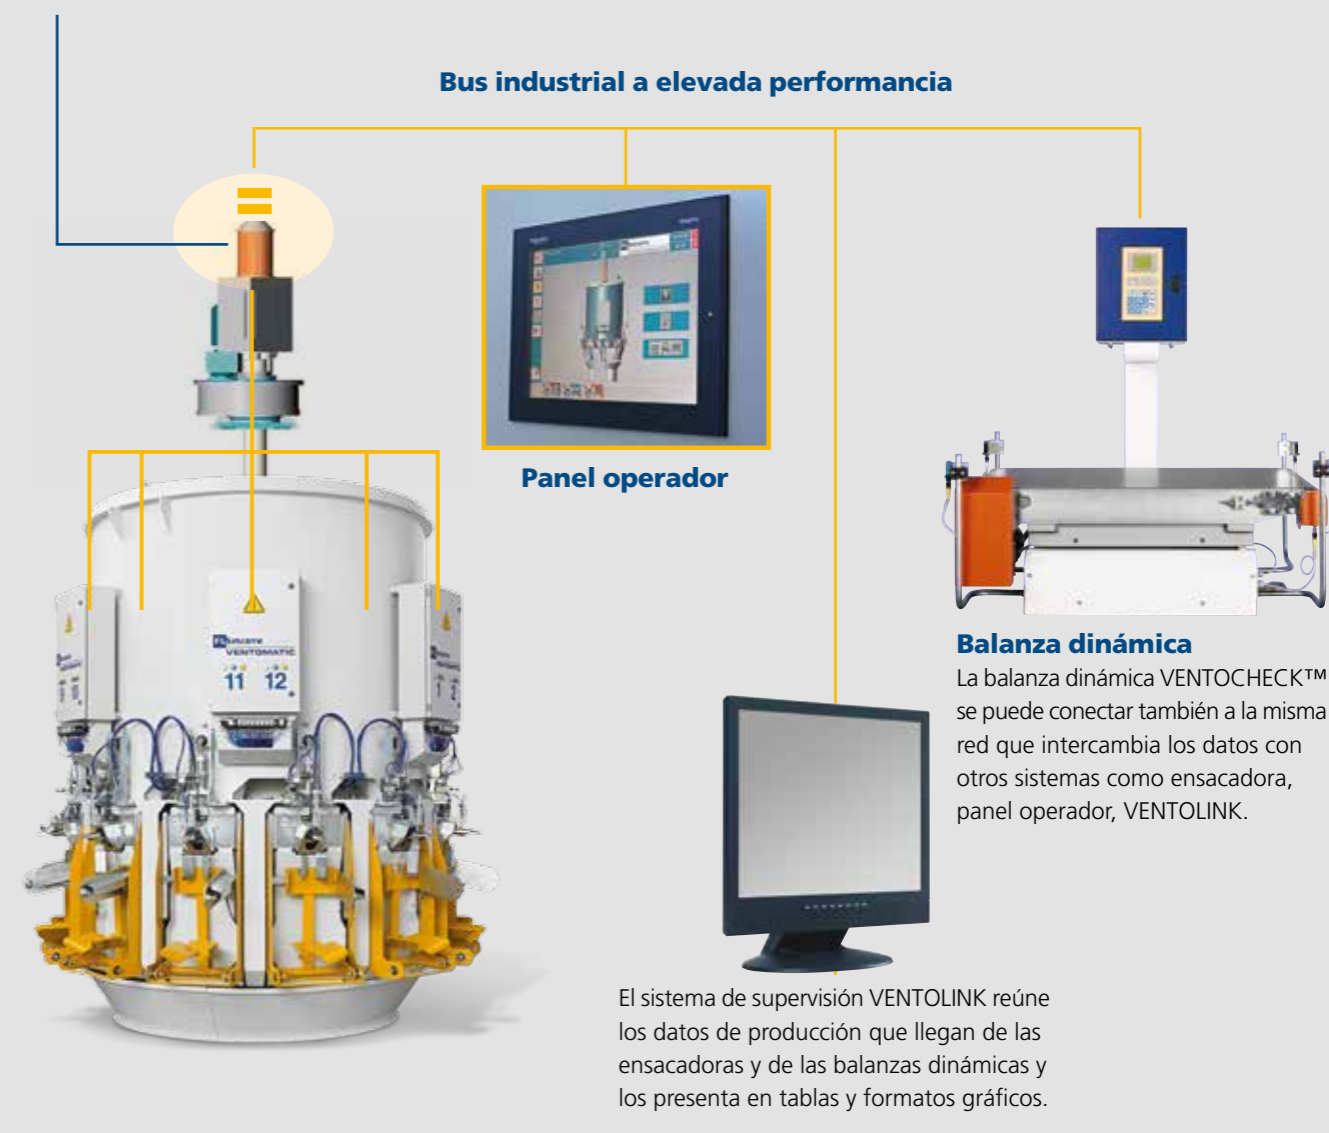 Bus industrial a elevada performancia
Panel operador
VENTOMATIC
11 12
1 2
Balanza dinámica
La balanza dinámica VENTOCHECK™
se puede conectar también a la misma
red que intercambia los datos con
otros sistemas como ensacadora,
panel operador, VENTOLINK.
El sistema de supervisión VENTOLINK reúne
los datos de producción que llegan de las
ensacadoras y de las balanzas dinámicas y
los presenta en tablas y formatos gráficos.